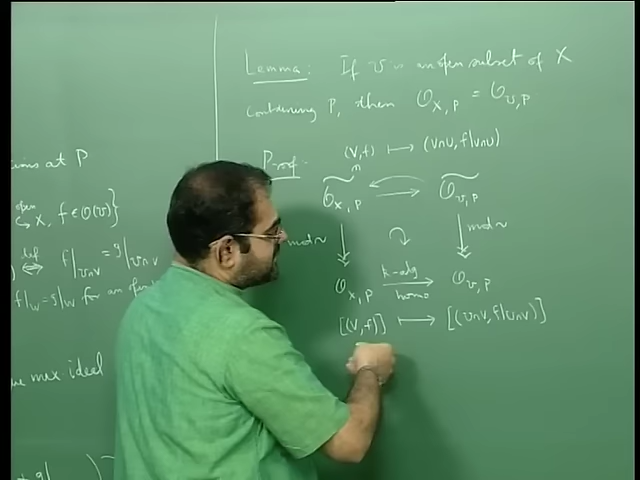 Lemma: If U is an open subset of X
containing P, then O_{X,P} = O_{U,P}
Proof: (V,f) ⟼ (V∩U, f|V∩U)
Õ_{X,P} ⇄ Õ_{U,P}
mod ~ mod ~
O_{X,P} k-alg homo → O_{U,P}
[(V,f)] ⟼ [(U∩V, f|U∩V)]
at P
open
↪ X, f ∈ O(V)}
def
⟺ f|U∩V = g|U∩V
f|W = g|W for an
max ideal